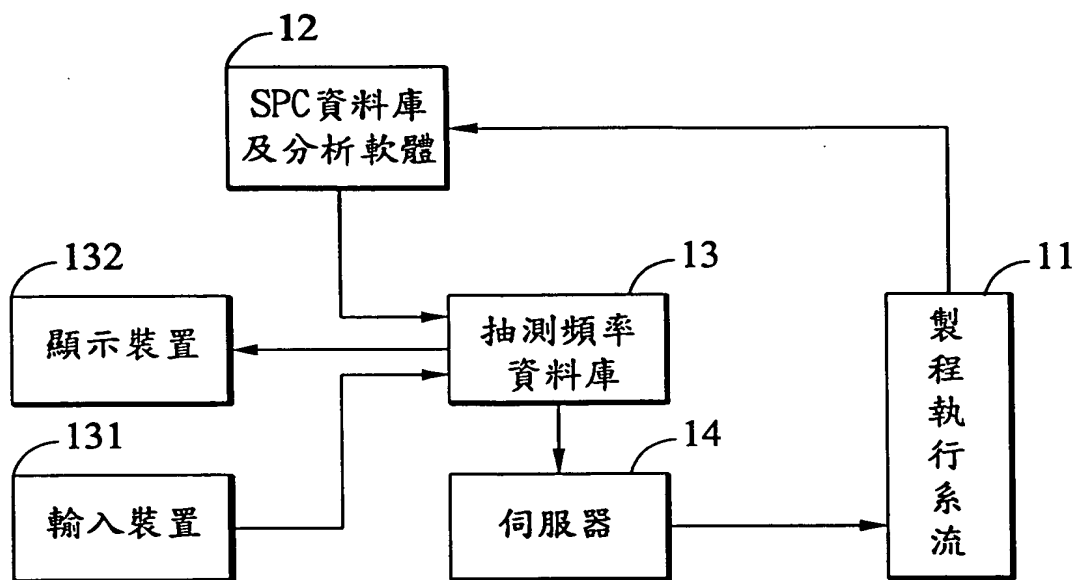 12
SPC資料庫
及分析軟體
132
顯示裝置
13
抽測頻率
資料庫
11
製程執行系流
131
輸入裝置
14
伺服器